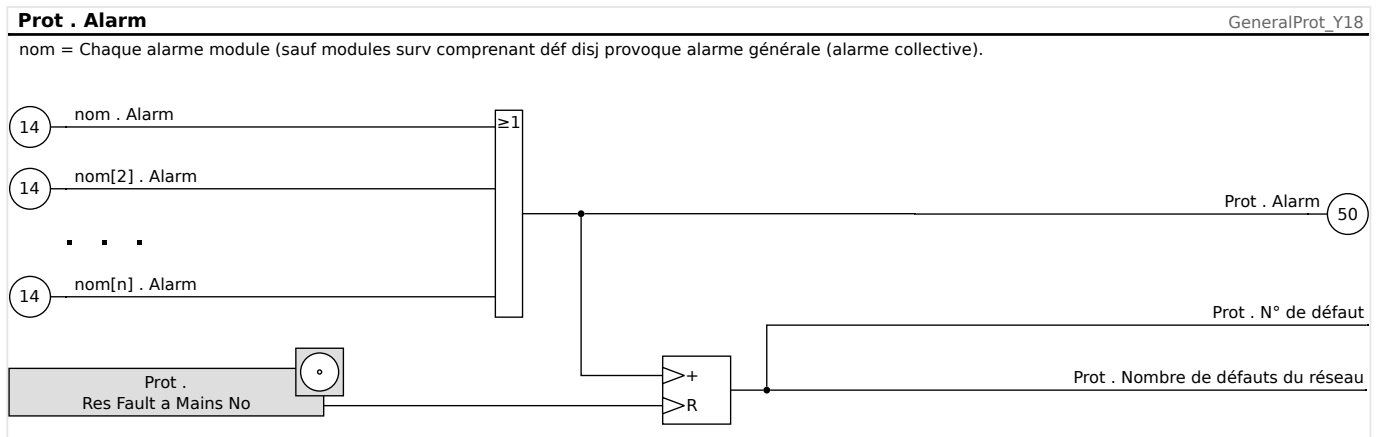 Prot . Alarm
GeneralProt_Y18
nom = Chaque alarme module (sauf modules surv comprenant déf disj provoque alarme générale (alarme collective).
14
nom . Alarm
≥1
14
nom[2] . Alarm
Prot . Alarm
50
. . .
14
nom[n] . Alarm
Prot . N° de défaut
Prot .
Res Fault a Mains No
+
R
Prot . Nombre de défauts du réseau